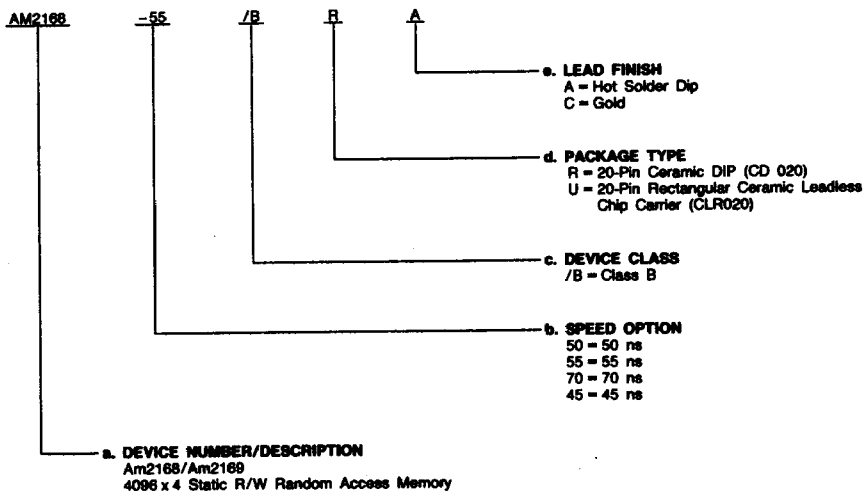 AM2168 -55 /B R A
e. LEAD FINISH
A = Hot Solder Dip
C = Gold
d. PACKAGE TYPE
R = 20-Pin Ceramic DIP (CD 020)
U = 20-Pin Rectangular Ceramic Leadless
Chip Carrier (CLR020)
c. DEVICE CLASS
/B = Class B
b. SPEED OPTION
50 = 50 ns
55 = 55 ns
70 = 70 ns
45 = 45 ns
a. DEVICE NUMBER/DESCRIPTION
Am2168/Am2169
4096 x 4 Static R/W Random Access Memory